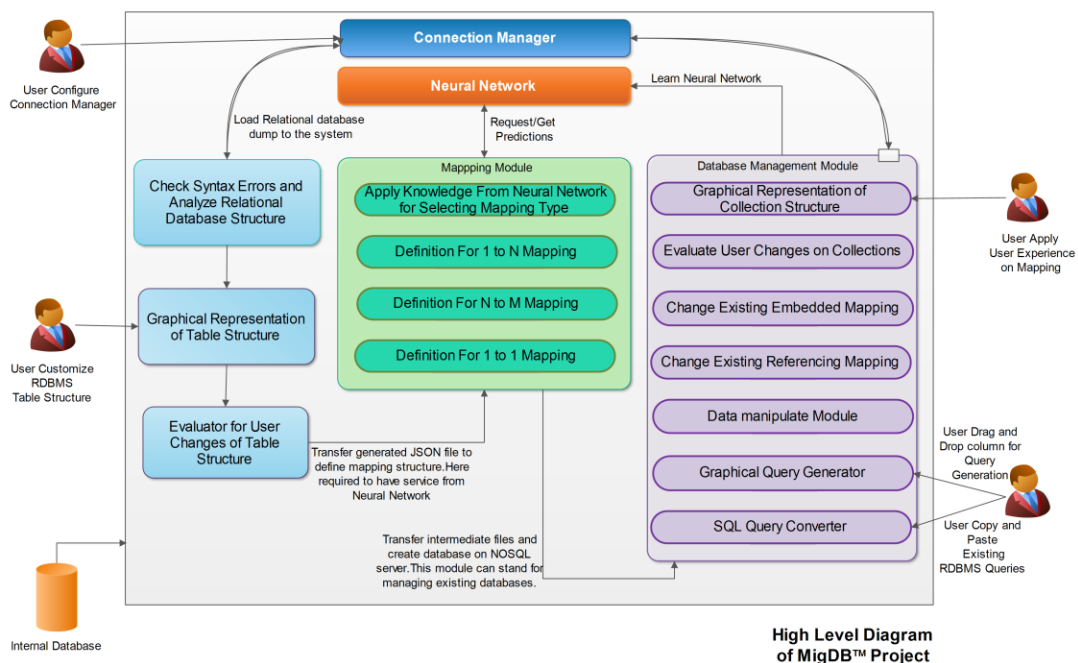 Connection Manager
User Configure
Connection Manager
Neural Network
Learn Neural Network
Load Relational database
dump to the system
Request/Get
Predictions
Check Syntax Errors and
Analyze Relational
Database Structure
Mappping Module
Apply Knowledge From Neural Network
for Selecting Mapping Type
Definition For 1 to N Mapping
Definition For N to M Mapping
Definition For 1 to 1 Mapping
Database Management Module
Graphical Representation of
Collection Structure
Evaluate User Changes on Collections
Change Existing Embedded Mapping
Change Existing Referencing Mapping
Data manipulate Module
Graphical Query Generator
SQL Query Converter
User Apply
User Experience
on Mapping
Graphical Representation
of Table Structure
User Customize
RDBMS
Table Structure
Evaluator for User
Changes of Table
Structure
Transfer generated JSON file to
define mapping structure.Here
required to have service from
Neural Network
User Drag and
Drop column for
Query
Generation
User Copy and
Paste
Existing
RDBMS Queries
Transfer intermediate files and
create database on NOSQL
server.This module can stand for
managing existing databases.
Internal Database
High Level Diagram
of MigDB™ Project